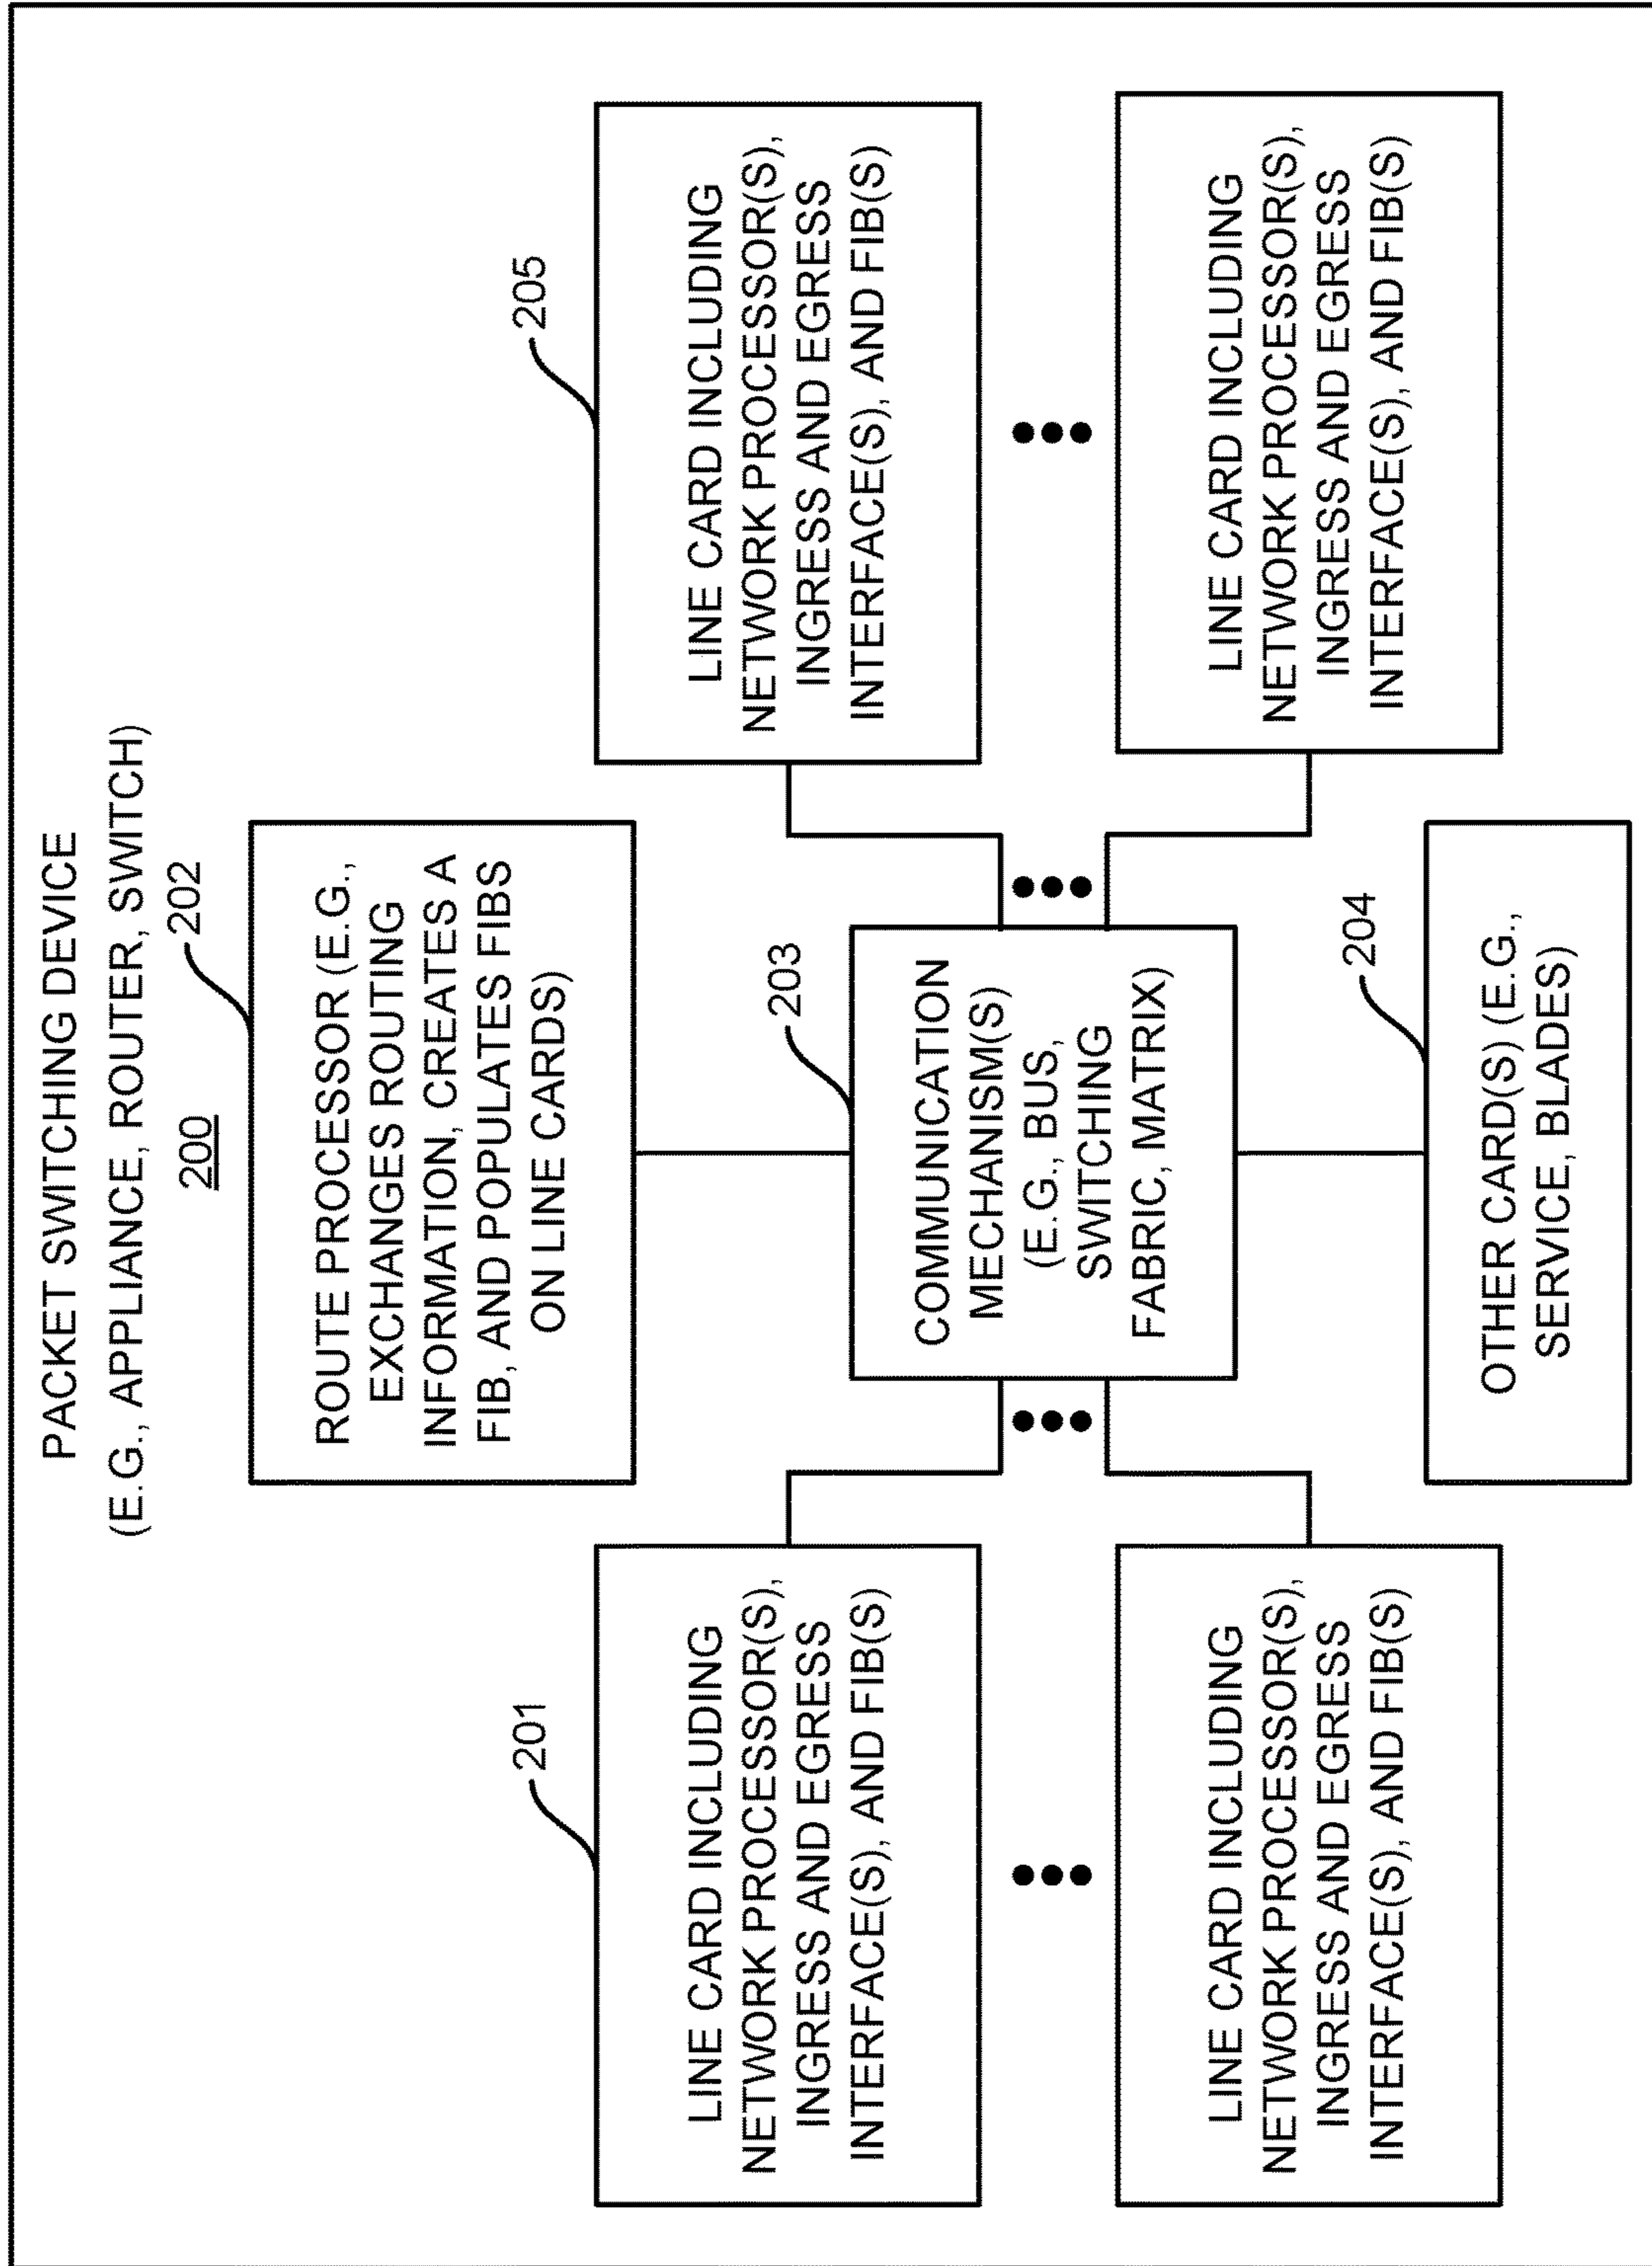 PACKET SWITCHING DEVICE
(E.G., APPLIANCE, ROUTER, SWITCH)
200
202
ROUTE PROCESSOR (E.G.,
EXCHANGES ROUTING
INFORMATION, CREATES A
FIB, AND POPULATES FIBS
ON LINE CARDS)
201
LINE CARD INCLUDING
NETWORK PROCESSOR(S),
INGRESS AND EGRESS
INTERFACE(S), AND FIB(S)
205
LINE CARD INCLUDING
NETWORK PROCESSOR(S),
INGRESS AND EGRESS
INTERFACE(S), AND FIB(S)
203
COMMUNICATION
MECHANISM(S)
(E.G., BUS,
SWITCHING
FABRIC, MATRIX)
LINE CARD INCLUDING
NETWORK PROCESSOR(S),
INGRESS AND EGRESS
INTERFACE(S), AND FIB(S)
LINE CARD INCLUDING
NETWORK PROCESSOR(S),
INGRESS AND EGRESS
INTERFACE(S), AND FIB(S)
204
OTHER CARD(S) (E.G.,
SERVICE, BLADES)